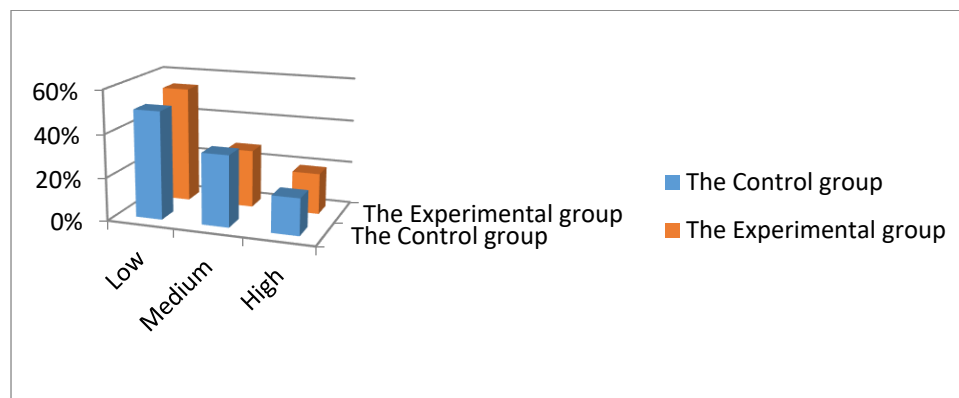 60%
40%
20%
0%
Low
Medium
High
The Experimental group
The Control group
The Control group
The Experimental group